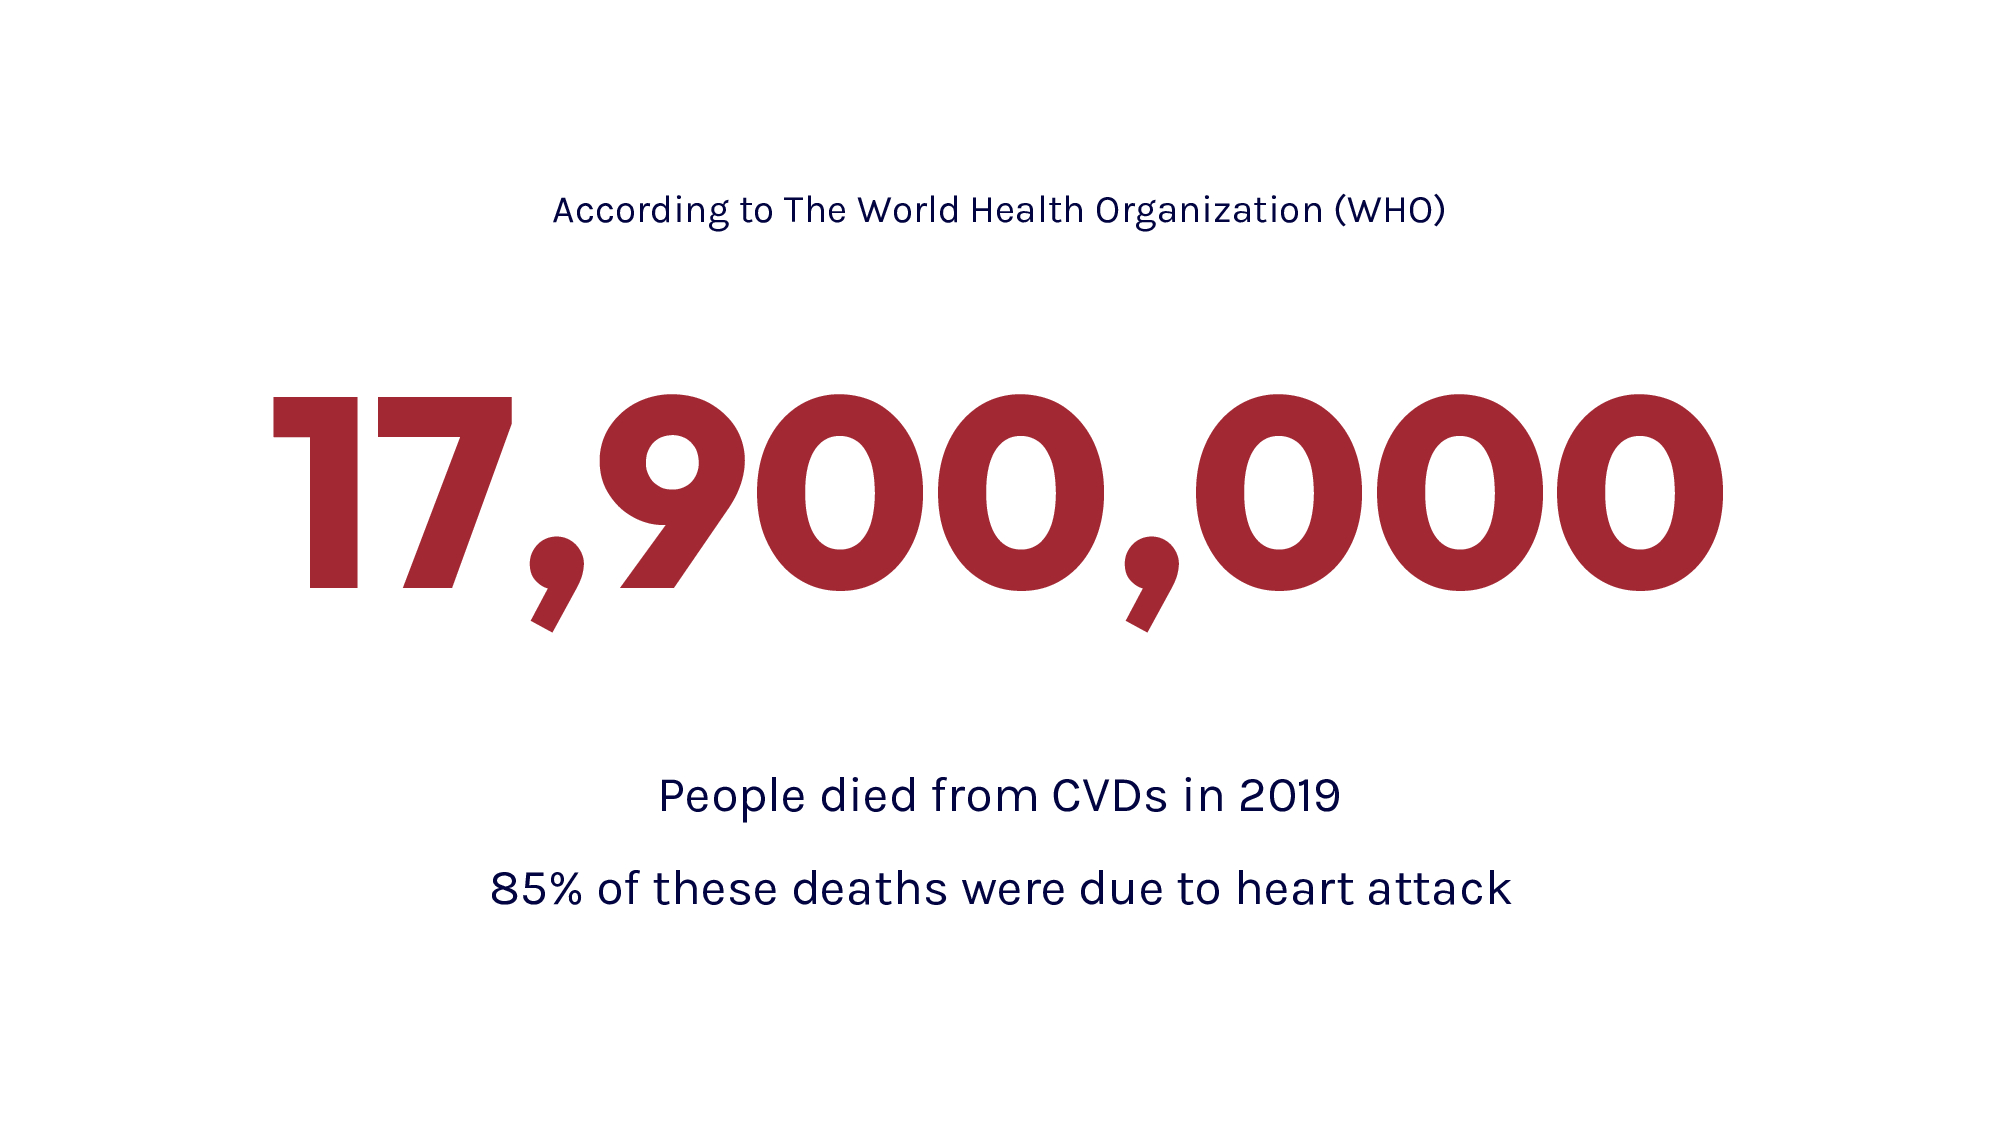 According to The World Health Organization (WHO)
17,900,000
People died from CVDs in 2019
85% of these deaths were due to heart attack